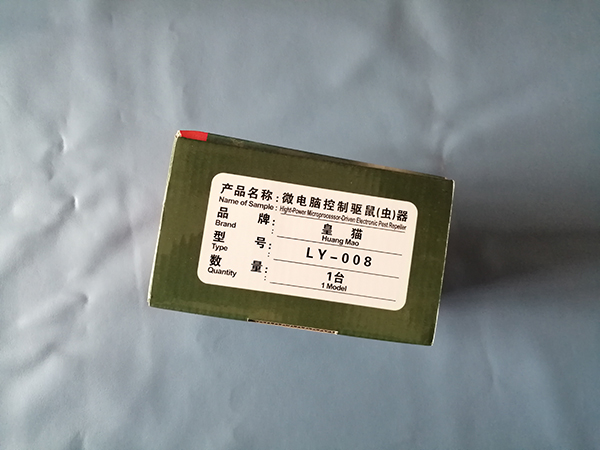 产品名称：微电脑控制驱鼠(虫)器
Name of Sample : Hight-Power Microprocessor-Driven Electronic Pest Repeller
品牌：皇猫
Brand Huang Mao
型号：LY-008
Type
数量：1台
Quantity 1 Model